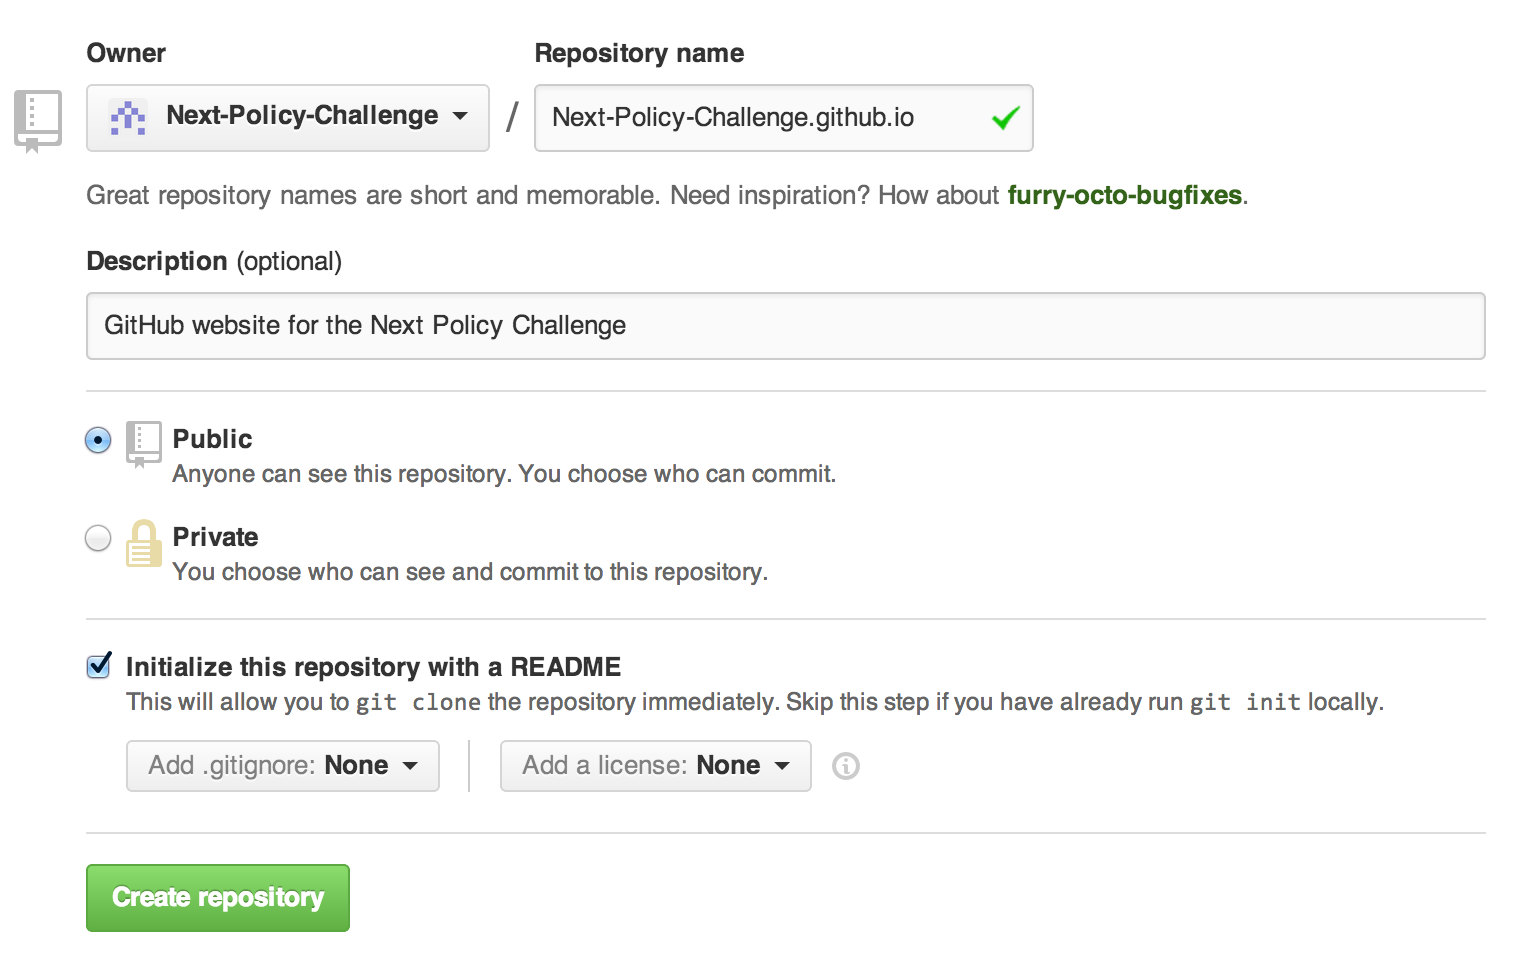 Owner
Repository name
Next-Policy-Challenge / Next-Policy-Challenge.github.io
Great repository names are short and memorable. Need inspiration? How about furry-octo-bugfixes.
Description (optional)
GitHub website for the Next Policy Challenge
Public
Anyone can see this repository. You choose who can commit.
Private
You choose who can see and commit to this repository.
Initialize this repository with a README
This will allow you to git clone the repository immediately. Skip this step if you have already run git init locally.
Add .gitignore: None
Add a license: None
Create repository